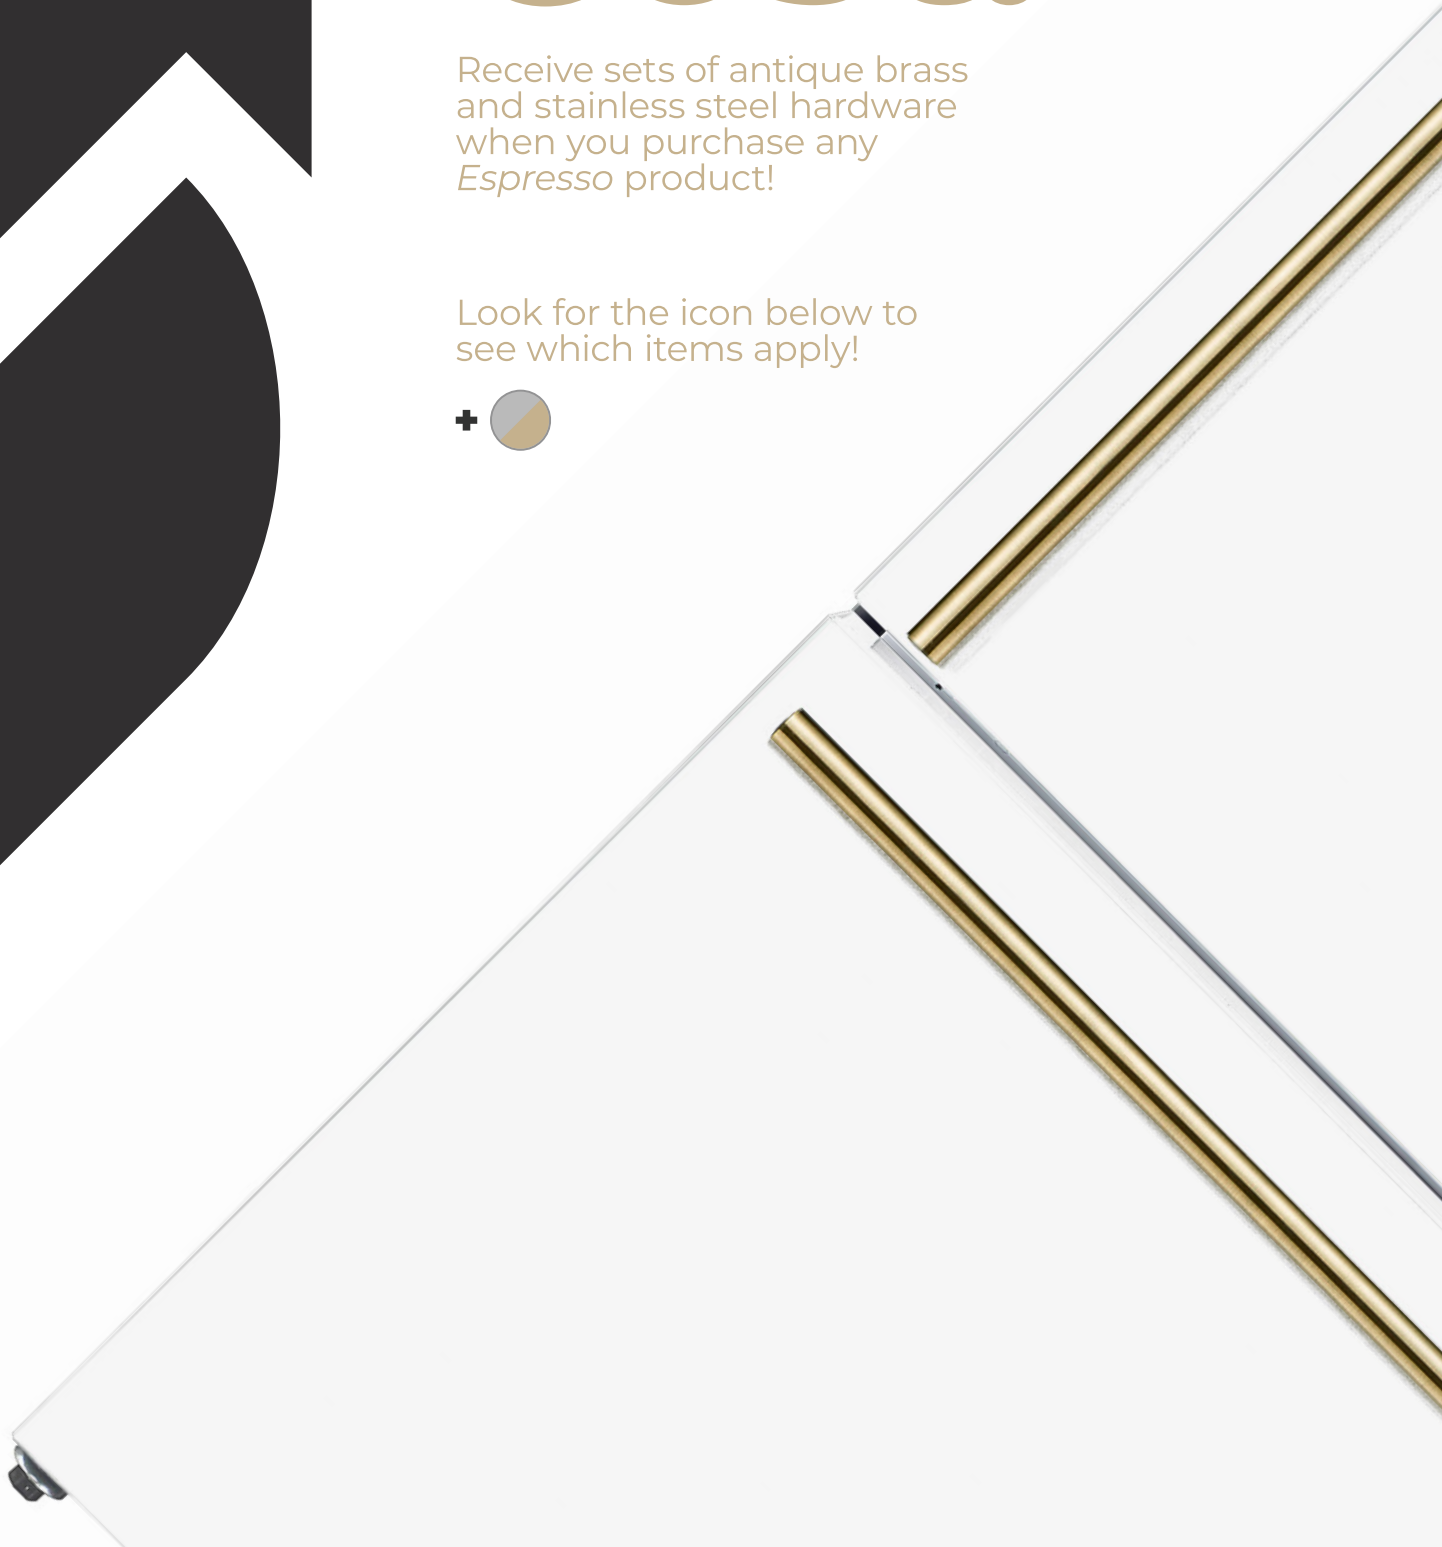 Receive sets of antique brass
and stainless steel hardware
when you purchase any
Espresso product!
Look for the icon below to
see which items apply!